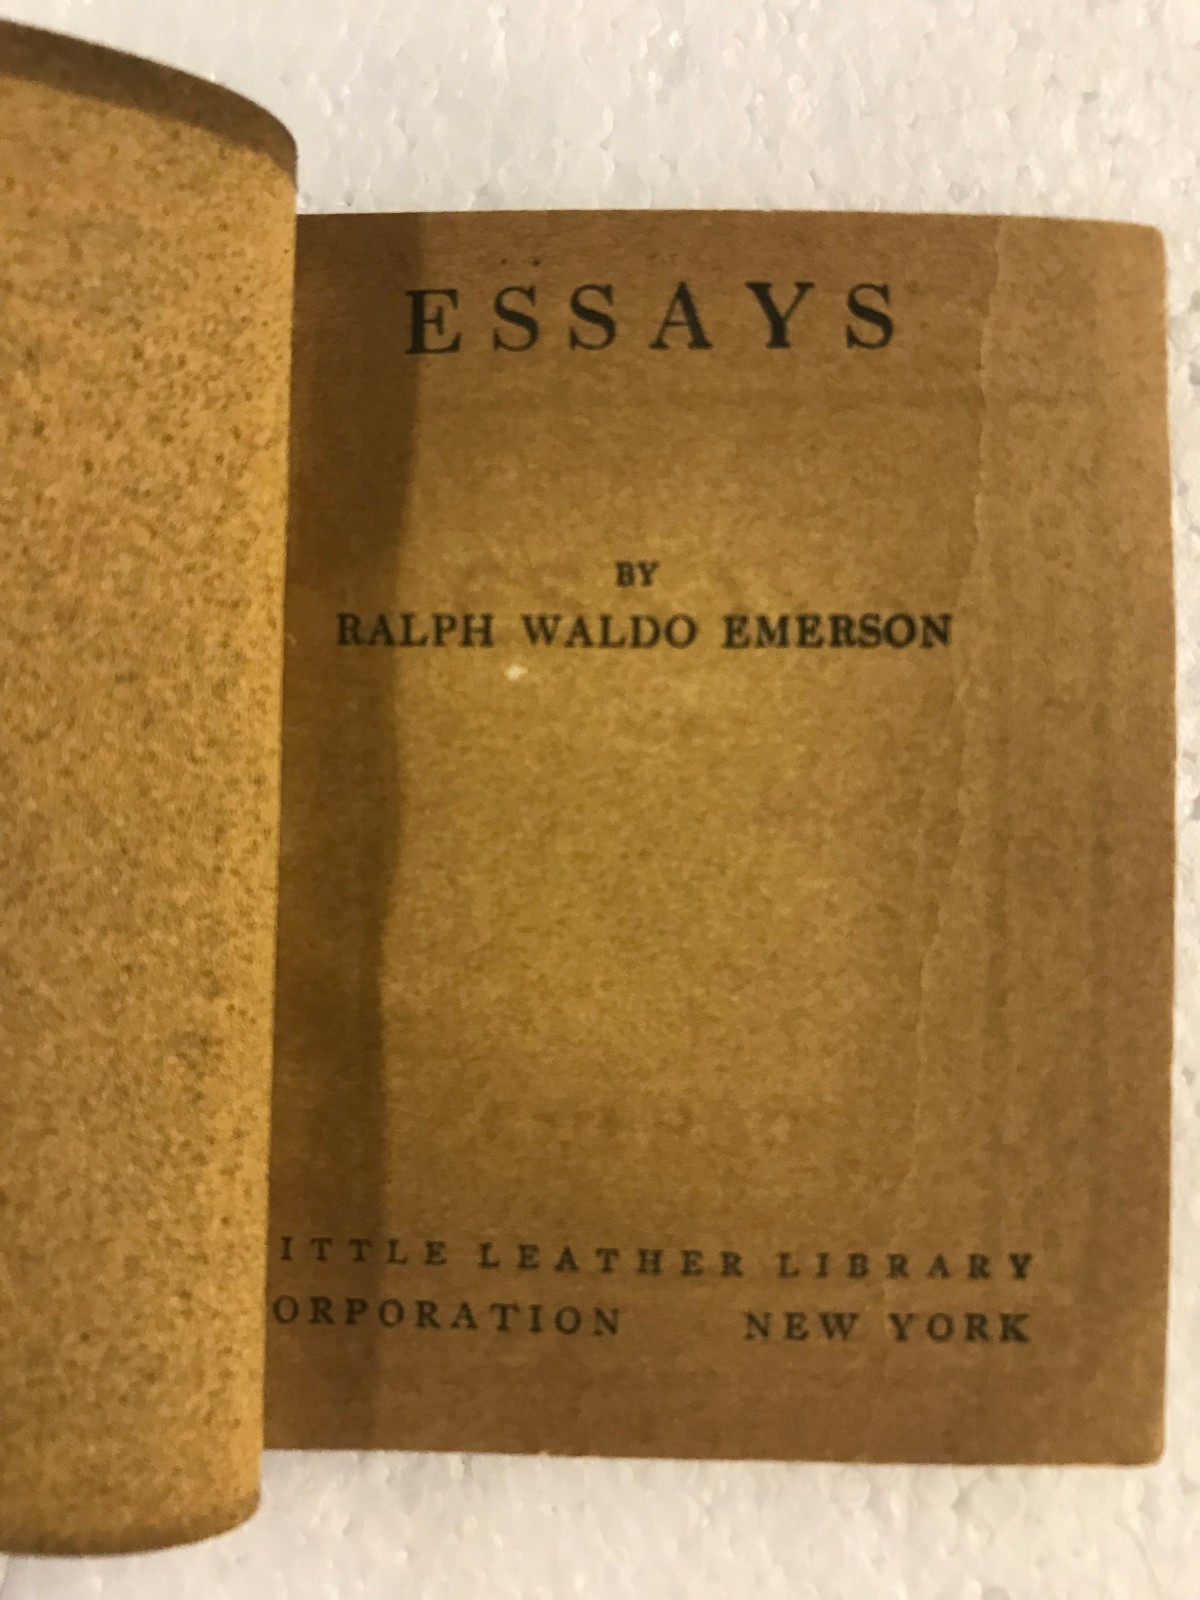 ESSAYS
BY
RALPH WALDO EMERSON
ITTLE LEATHER LIBRARY
ORPORATION NEW YORK